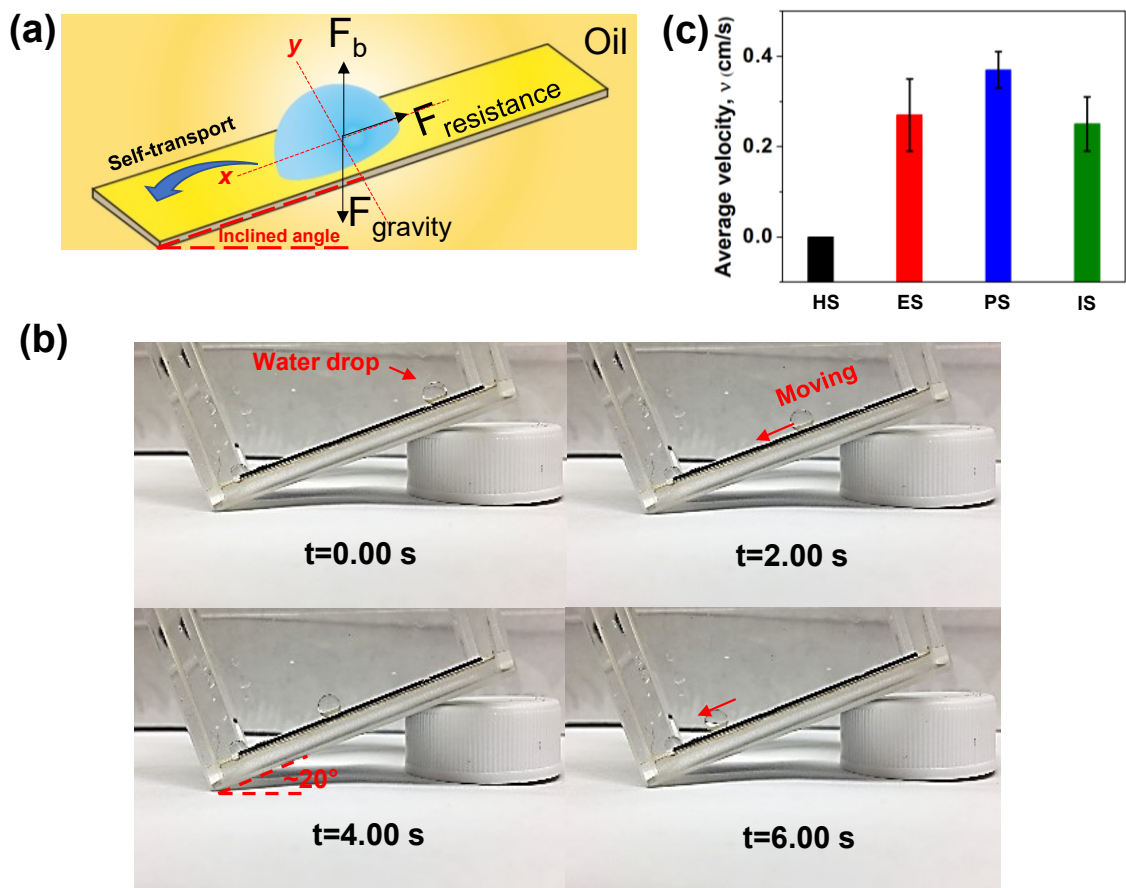 (a)
y
F b
Oil
F resistance
Self-transport
x
F gravity
Inclined angle
(c)
Average velocity, v (cm/s)
0.4
0.2
0.0
HS ES PS IS
(b)
Water drop
Moving
t=0.00 s
t=2.00 s
~20°
t=4.00 s
t=6.00 s